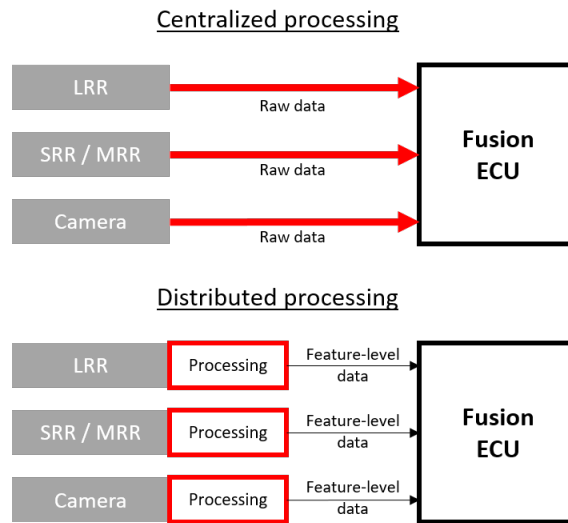 Centralized processing
LRR
Raw data
SRR / MRR
Raw data
Camera
Raw data
Fusion
ECU
Distributed processing
LRR
Processing
Feature-level
data
SRR / MRR
Processing
Feature-level
data
Camera
Processing
Feature-level
data
Fusion
ECU